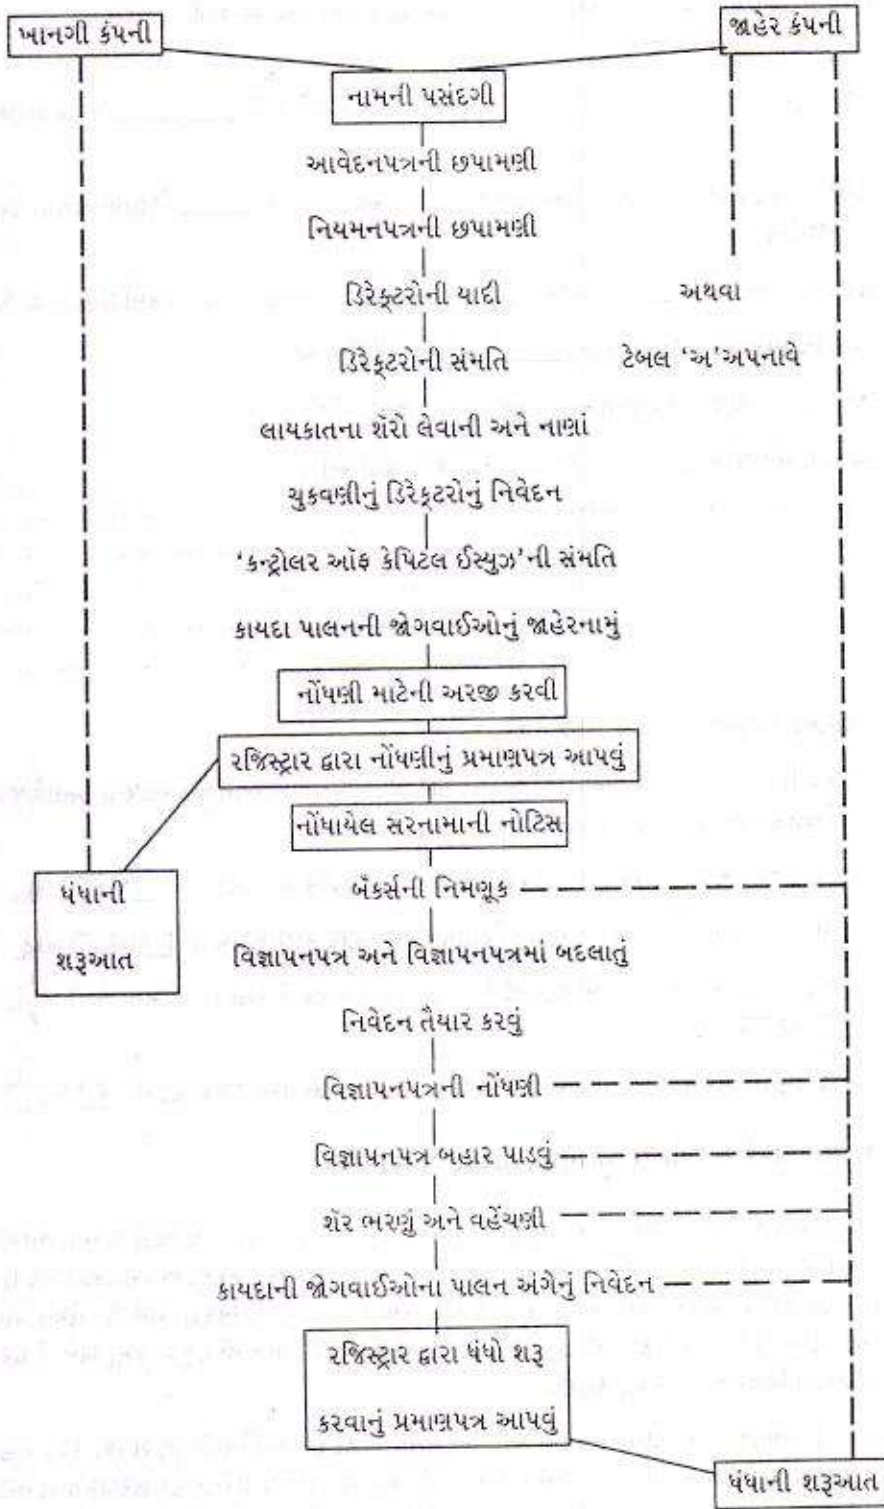 ખાનગી કંપની
જાહેર કંપની
નામની પસંદગી
આવેદનપત્રની છપામણી
નિયમનપત્રની છપામણી
ડિરેક્ટરોની યાદી
અથવા
ડિરેક્ટરોની સંમતિ
ટેબલ ‘અ’અપનાવે
લાયકાતના શૅરો લેવાની અને નાણાં
ચુકવણીનું ડિરેક્ટરોનું નિવેદન
‘કન્ટ્રોલર ઑફ કેપિટલ ઈસ્યુઝ’ની સંમતિ
કાયદા પાલનની જોગવાઈઓનું જાહેરનામું
નોંધણી માટેની અરજી કરવી
રજિસ્ટ્રાર દ્વારા નોંધણીનું પ્રમાણપત્ર આપવું
નોંધાયેલ સરનામાની નોટિસ
ધંધાની
શરૂઆત
બૅંકર્સની નિમણૂક
વિજ્ઞાપનપત્ર અને વિજ્ઞાપનપત્રમાં બદલાતું
નિવેદન તૈયાર કરવું
વિજ્ઞાપનપત્રની નોંધણી
વિજ્ઞાપનપત્ર બહાર પાડવું
શૅર ભરણું અને વહેંચણી
કાયદાની જોગવાઈઓના પાલન અંગેનું નિવેદન
રજિસ્ટ્રાર દ્વારા ધંધો શરૂ
કરવાનું પ્રમાણપત્ર આપવું
ધંધાની શરૂઆત